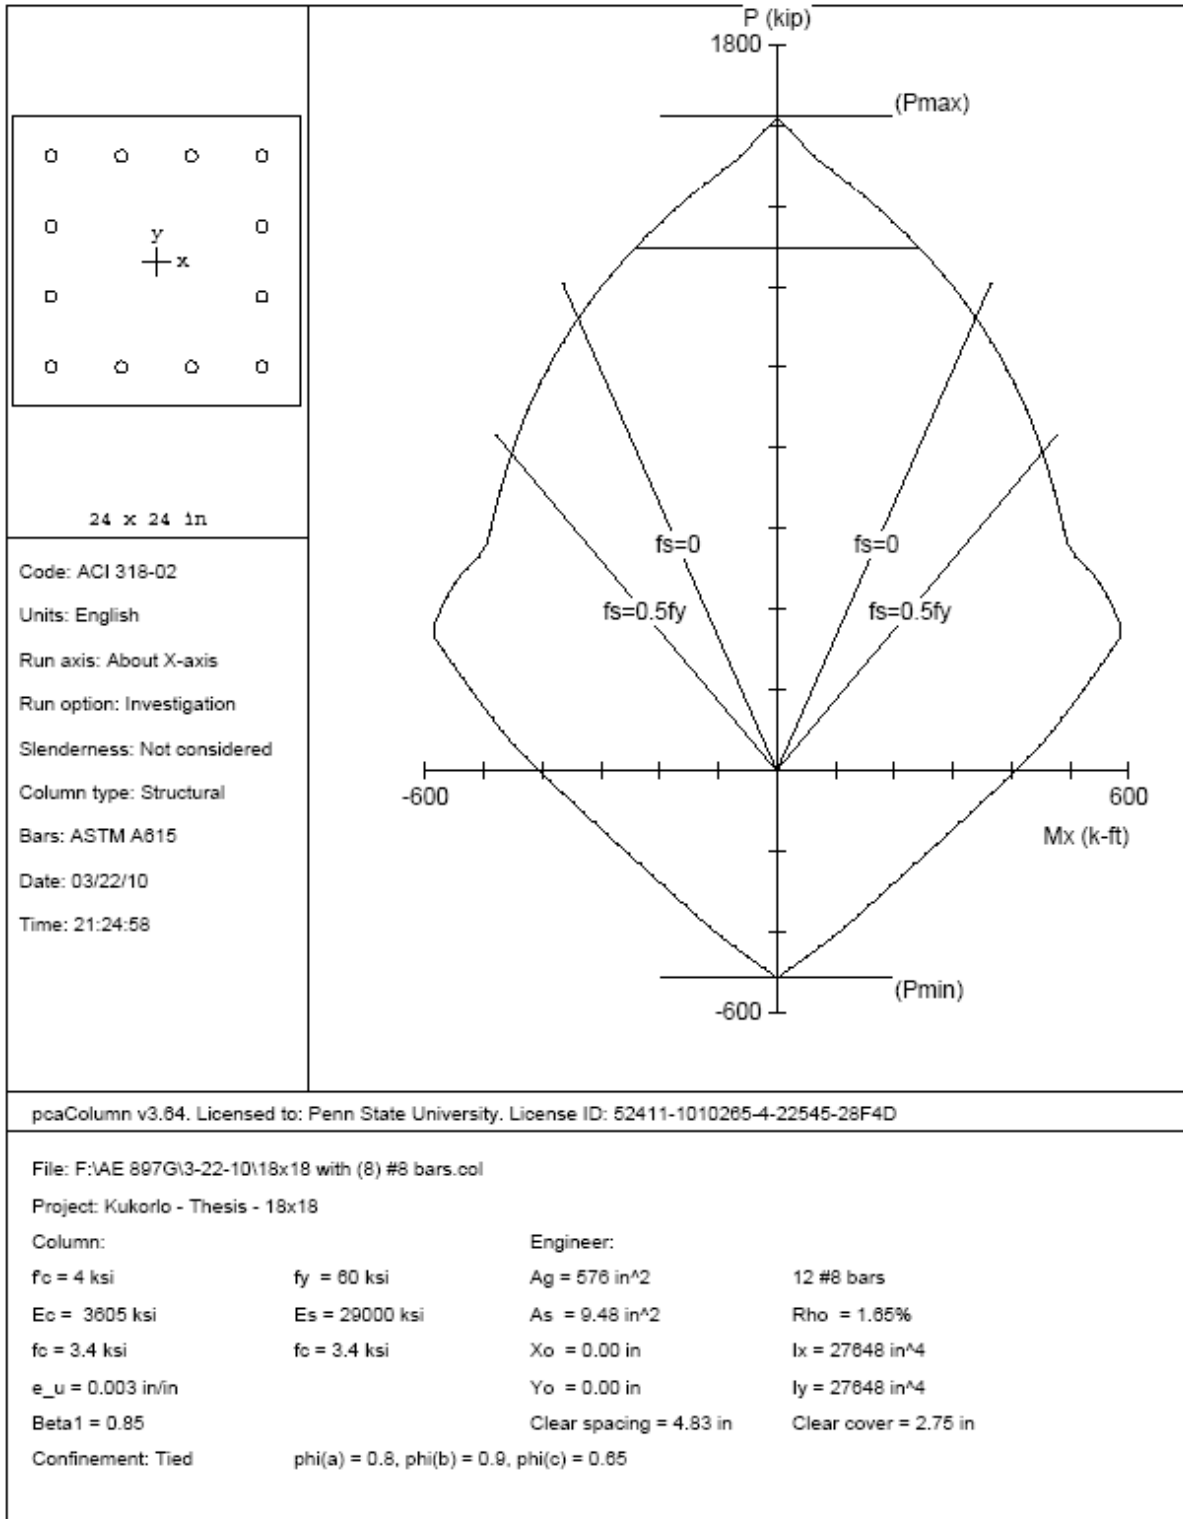 P (kip)
1800
(Pmax)
y
x
24 x 24 in
fs=0
fs=0
fs=0.5fy
fs=0.5fy
-600
600
Mx (k-ft)
(Pmin)
-600
Code: ACI 318-02
Units: English
Run axis: About X-axis
Run option: Investigation
Slenderness: Not considered
Column type: Structural
Bars: ASTM A615
Date: 03/22/10
Time: 21:24:58
pcaColumn v3.64. Licensed to: Penn State University. License ID: 52411-1010265-4-22545-28F4D
File: F:\AE 897G\3-22-10\18x18 with (8) #8 bars.col
Project: Kukorlo - Thesis - 18x18
Column: Engineer:
f'c = 4 ksi fy = 60 ksi Ag = 576 in^2 12 #8 bars
Ec = 3605 ksi Es = 29000 ksi As = 9.48 in^2 Rho = 1.65%
fc = 3.4 ksi fc = 3.4 ksi Xo = 0.00 in Ix = 27648 in^4
e_u = 0.003 in/in Yo = 0.00 in Iy = 27648 in^4
Beta1 = 0.85 Clear spacing = 4.83 in Clear cover = 2.75 in
Confinement: Tied phi(a) = 0.8, phi(b) = 0.9, phi(c) = 0.65